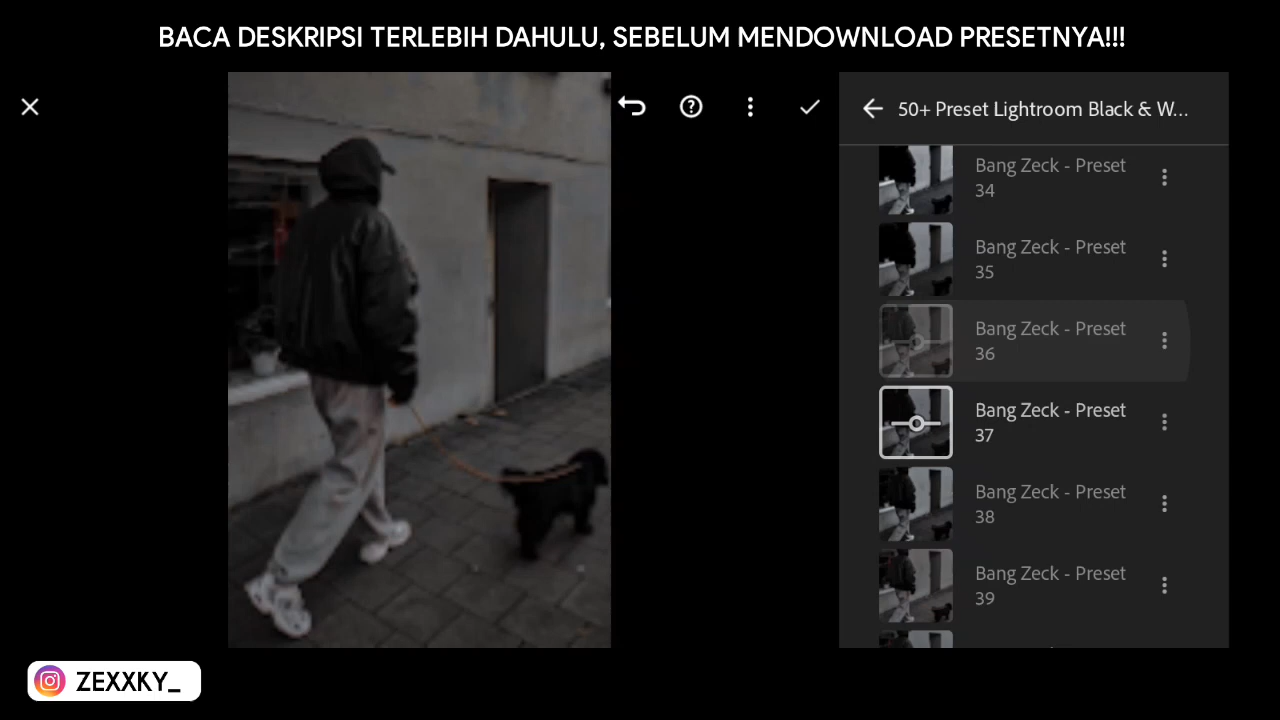 BACA DESKRIPSI TERLEBIH DAHULU, SEBELUM MENDOWNLOAD PRESETNYA!!!
50+ Preset Lightroom Black & W...
Bang Zeck - Preset
34
Bang Zeck - Preset
35
Bang Zeck - Preset
36
Bang Zeck - Preset
37
Bang Zeck - Preset
38
Bang Zeck - Preset
39
ZEXXKY_